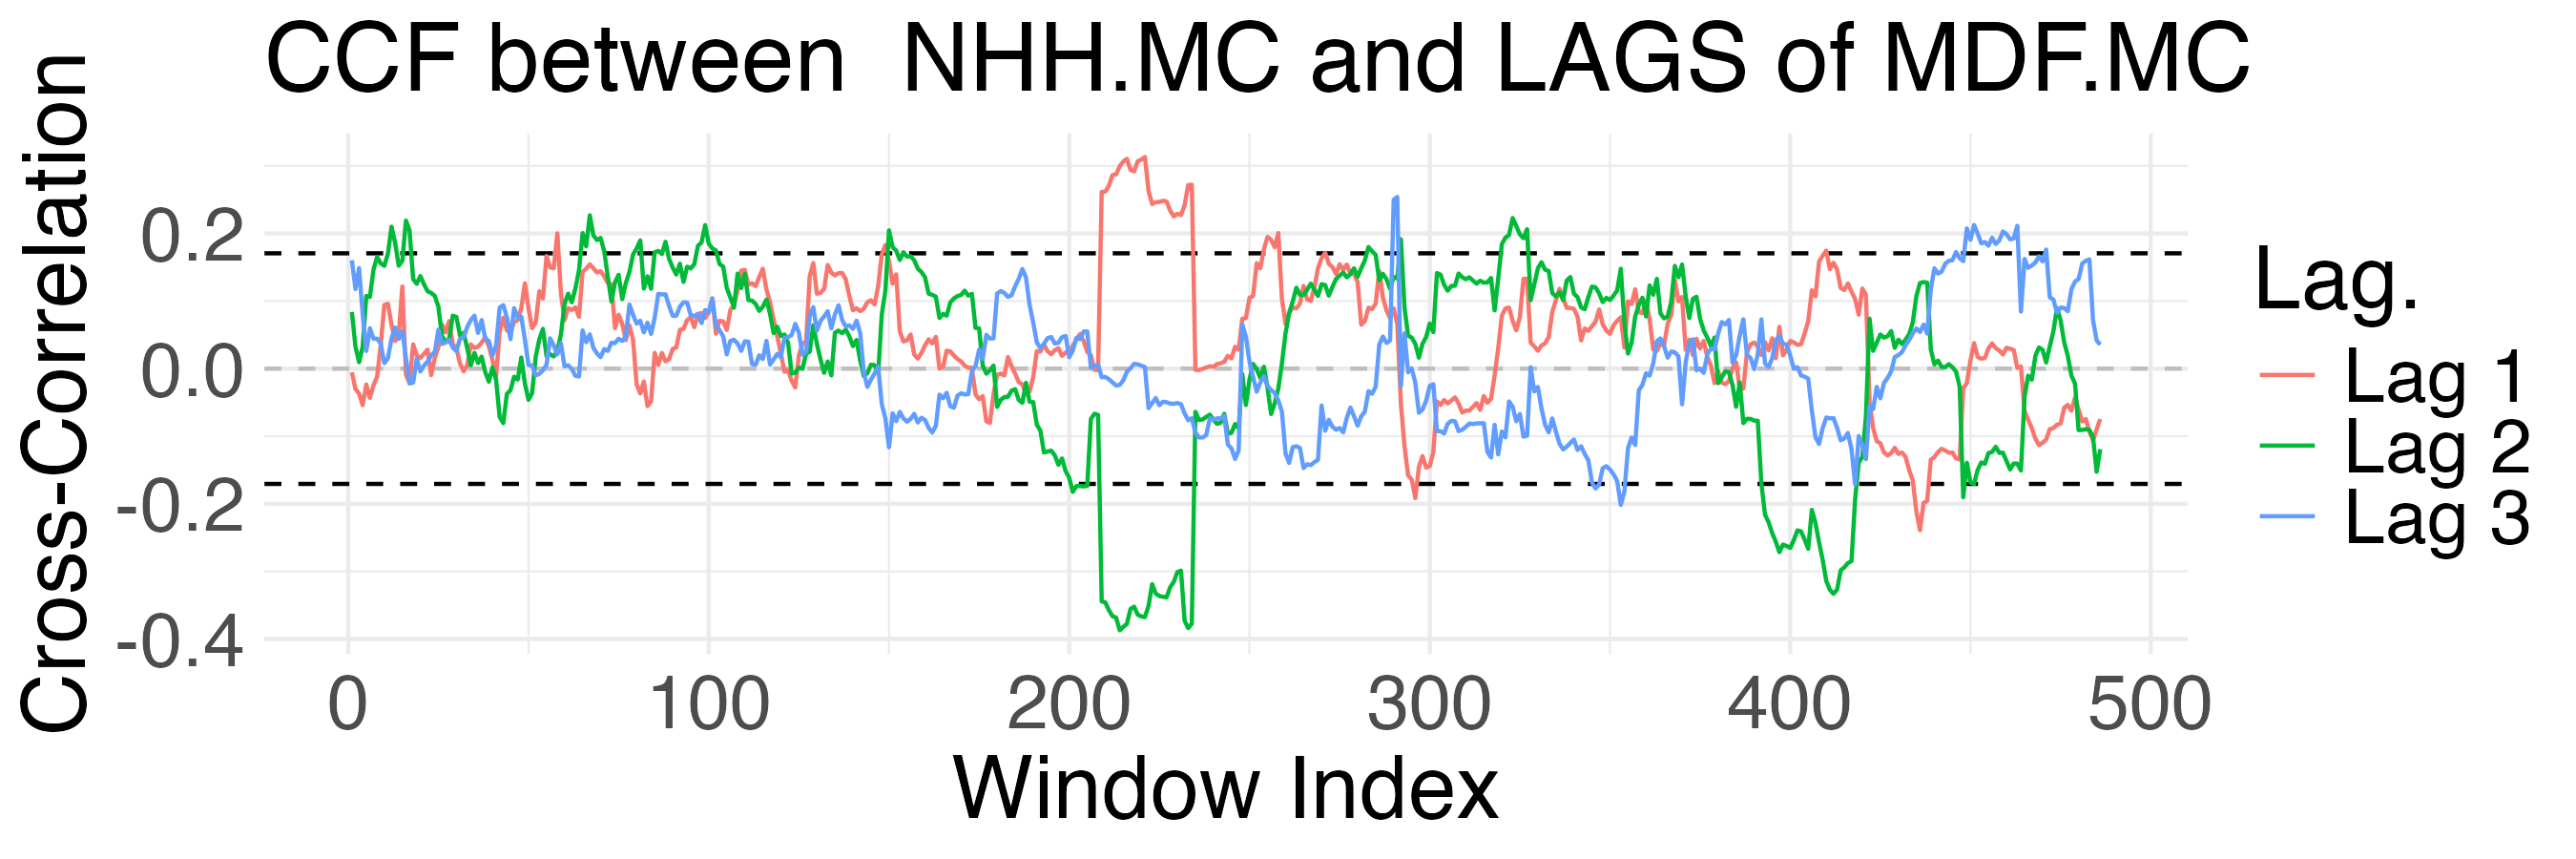 CCF between  NHH.MC and LAGS of MDF.MC
Cross-Correlation
0.2
0.0
-0.2
-0.4
0 100 200 300 400 500
Window Index
Lag.
Lag 1
Lag 2
Lag 3